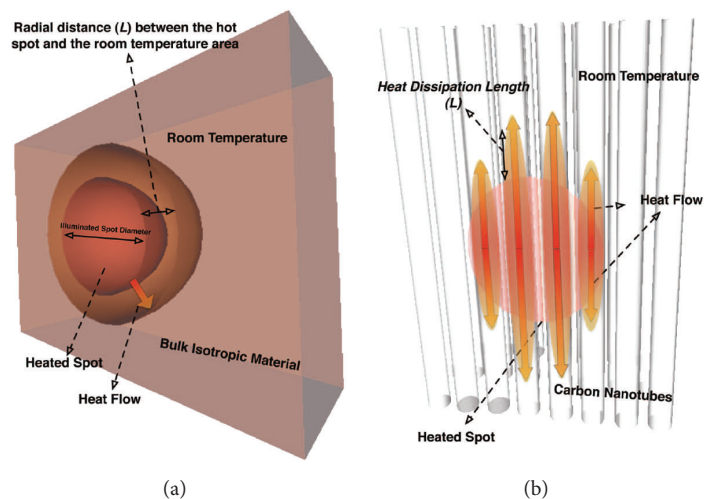 Radial distance (L) between the hot
spot and the room temperature area
Room Temperature
Illuminated Spot Diameter
Bulk Isotropic Material
Heated Spot
Heat Flow
(a)
Room Temperature
Heat Dissipation Length
(L)
Heat Flow
Carbon Nanotubes
Heated Spot
(b)